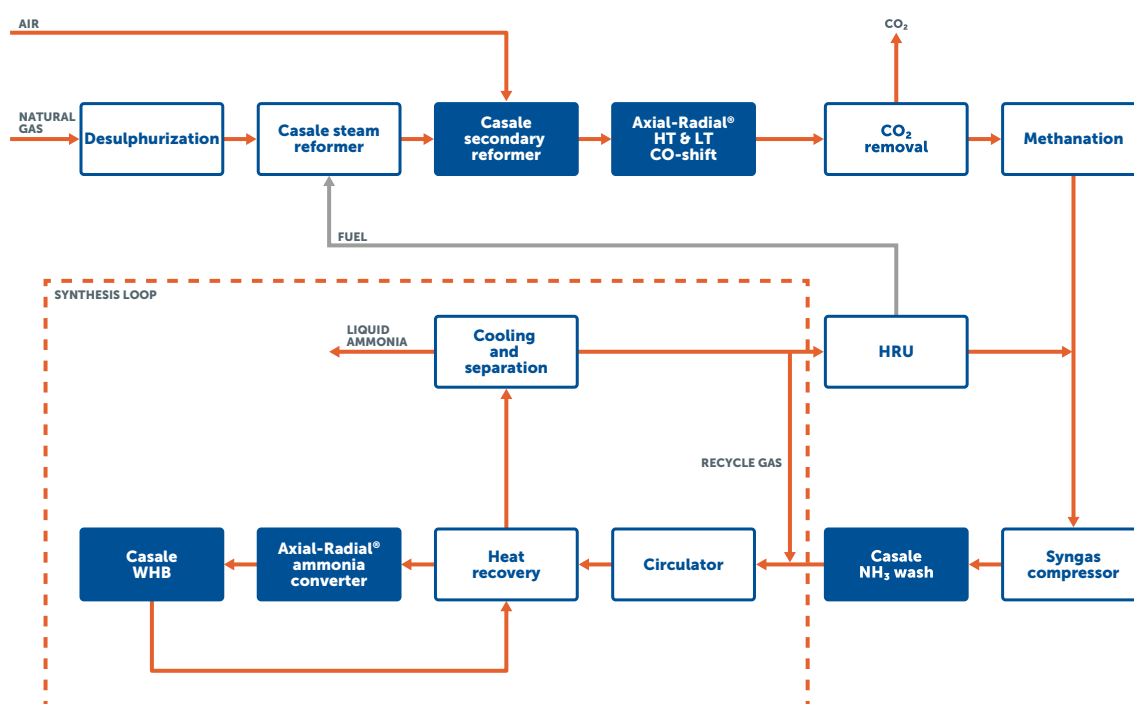 AIR
CO₂
NATURAL
GAS
Desulphurization
Casale steam
reformer
Casale
secondary
reformer
Axial-Radial®
HT & LT
CO-shift
CO₂
removal
Methanation
FUEL
SYNTHESIS LOOP
LIQUID
AMMONIA
Cooling
and
separation
HRU
RECYCLE GAS
Casale
WHB
Axial-Radial®
ammonia
converter
Heat
recovery
Circulator
Casale
NH₃ wash
Syngas
compressor